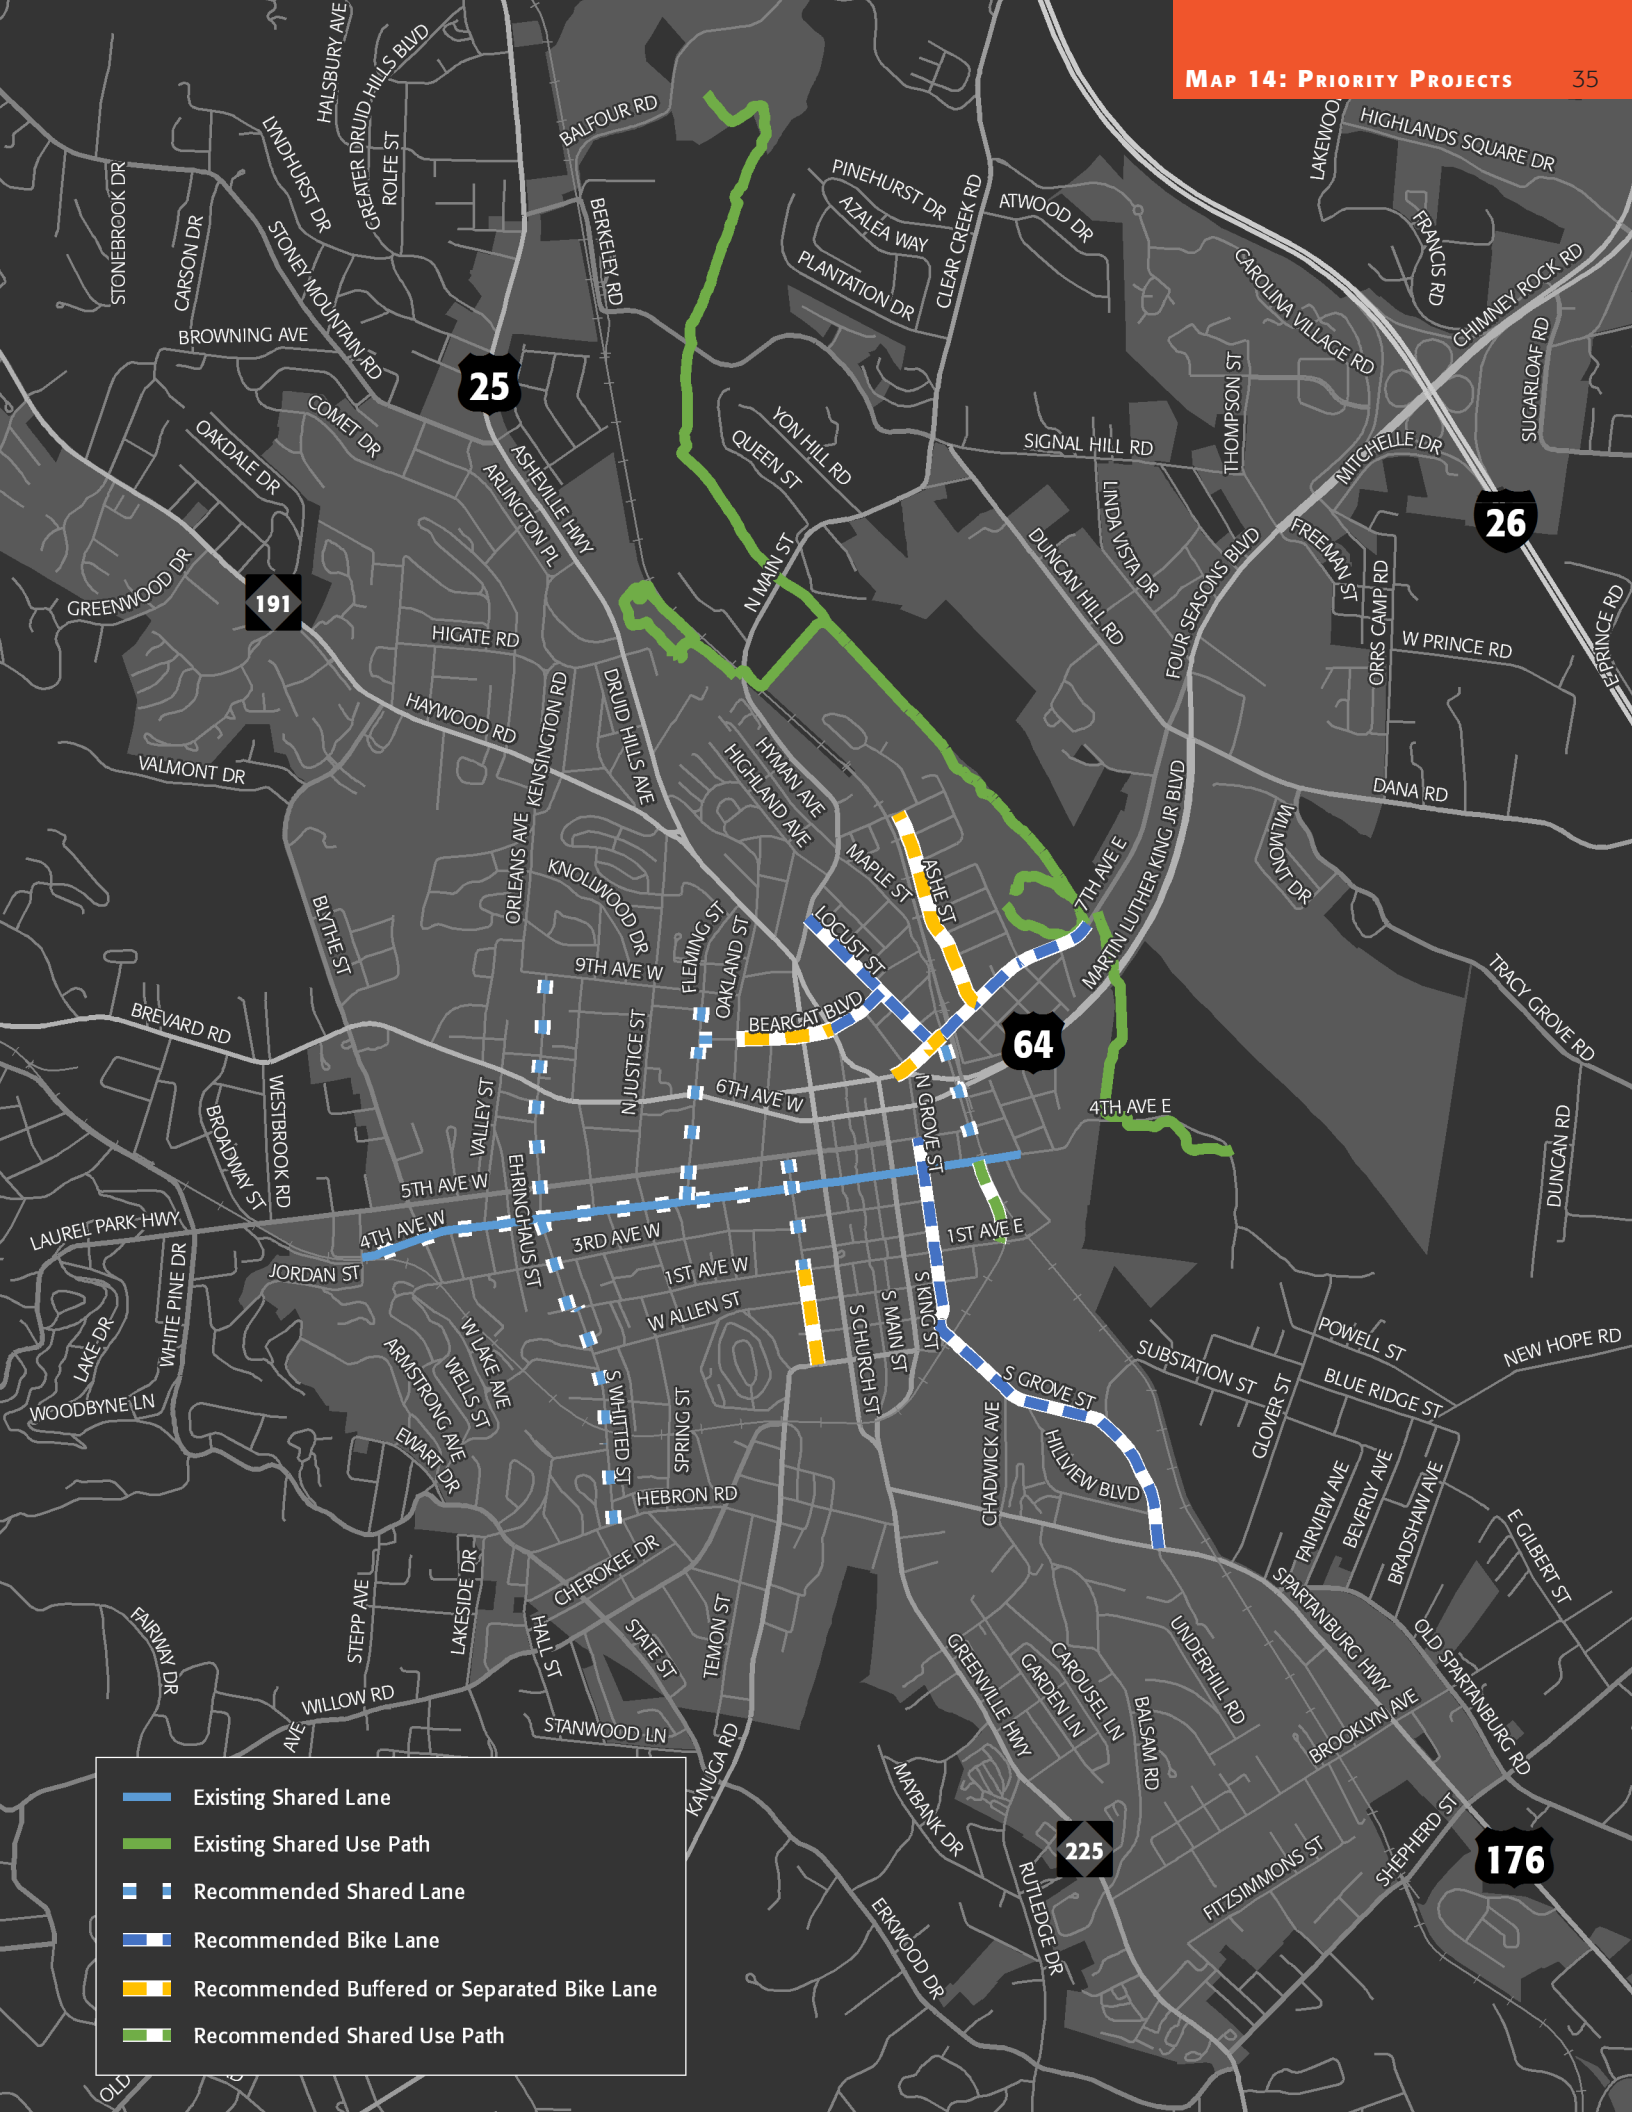 MAP 14: PRIORITY PROJECTS 35
HALSBURY AVE
GREATER DRUID HILLS BLVD
LYNDHURST DR
ROLFE ST
BALFOUR RD
HIGHLANDS SQUARE DR
STONEBROOK DR
CARSON DR
STONEY MOUNTAIN RD
BERKELEY RD
PINEHURST DR
AZALEA WAY
PLANTATION DR
CLEAR CREEK RD
ATWOOD DR
FRANCIS RD
CAROLINA VILLAGE RD
CHIMNEY ROCK RD
SUGARLOAF RD
BROWNING AVE
25
THOMPSON ST
COMET DR
OAKDALE DR
ASHEVILLE HWY
ARLINGTON PL
YON HILL RD
QUEEN ST
SIGNAL HILL RD
MITCHELLE DR
LINDA VISTA DR
26
DUNCAN HILL RD
FREEMAN ST
FOUR SEASONS BLVD
ORRS CAMP RD
N MAIN ST
GREENWOOD DR
191
HIGATE RD
W PRINCE RD
E PRINCE RD
HAYWOOD RD
KENSINGTON RD
DRUID HILLS AVE
VALMONT DR
HYMAN AVE
HIGHLAND AVE
DANA RD
MARTIN LUTHER KING JR BLVD
WILMONT DR
ORLEANS AVE
KNOLLWOOD DR
MAPLE ST
ASHE ST
7TH AVE E
BLYTHE ST
FLEMING ST
OAKLAND ST
LOCUST ST
9TH AVE W
TRACY GROVE RD
BREVARD RD
BEARCAT BLVD
64
N JUSTICE ST
VALLEY ST
6TH AVE W
N GROVE ST
4TH AVE E
WESTBROOK RD
BROADWAY ST
DUNCAN RD
5TH AVE W
EHRINGHAUS ST
LAUREL PARK HWY
4TH AVE W
3RD AVE W
1ST AVE E
JORDAN ST
1ST AVE W
WHITE PINE DR
W ALLEN ST
S KING ST
S MAIN ST
S CHURCH ST
LAKE DR
W LAKE AVE
WELLS ST
ARMSTRONG AVE
POWELL ST
NEW HOPE RD
SUBSTATION ST
S GROVE ST
BLUE RIDGE ST
WOODBYNE LN
S WHITTED ST
SPRING ST
GLOVER ST
EWART DR
CHADWICK AVE
HILLVIEW BLVD
HEBRON RD
FAIRVIEW AVE
BEVERLY AVE
BRADSHAW AVE
E GILBERT ST
CHEROKEE DR
LAKESIDE DR
STEPP AVE
SPARTANBURG HWY
FAIRWAY DR
HALL ST
STATE ST
TEMON ST
UNDERHILL RD
OLD SPARTANBURG RD
GREENVILLE HWY
GARDEN LN
CAROUSEL LN
WILLOW RD
BALSAM RD
BROOKLYN AVE
STANWOOD LN
AVE
KANUGA RD
MAYBANK DR
SHEPHERD ST
225
176
FITZSIMMONS ST
RUTLEDGE DR
ERKWOOD DR
Existing Shared Lane
Existing Shared Use Path
Recommended Shared Lane
Recommended Bike Lane
Recommended Buffered or Separated Bike Lane
Recommended Shared Use Path
OLD